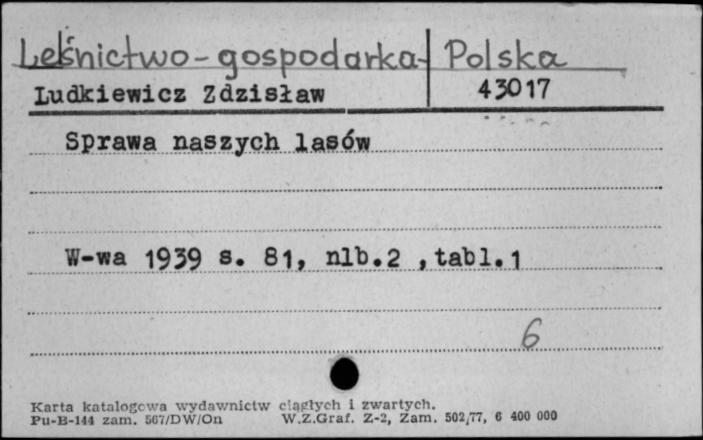 Leśnictwo - gospodarka - Polska
Ludkiewicz Zdzisław 43017
Sprawa naszych lasów
W-wa 1939 s. 81, nlb.2 ,tabl.1
6
Karta katalogowa wydawnictw ciągłych i zwartych.
Pu-B-144 zam. 567/DW/On W.Z.Graf. Z-2, Zam. 502/77, 6 400 000